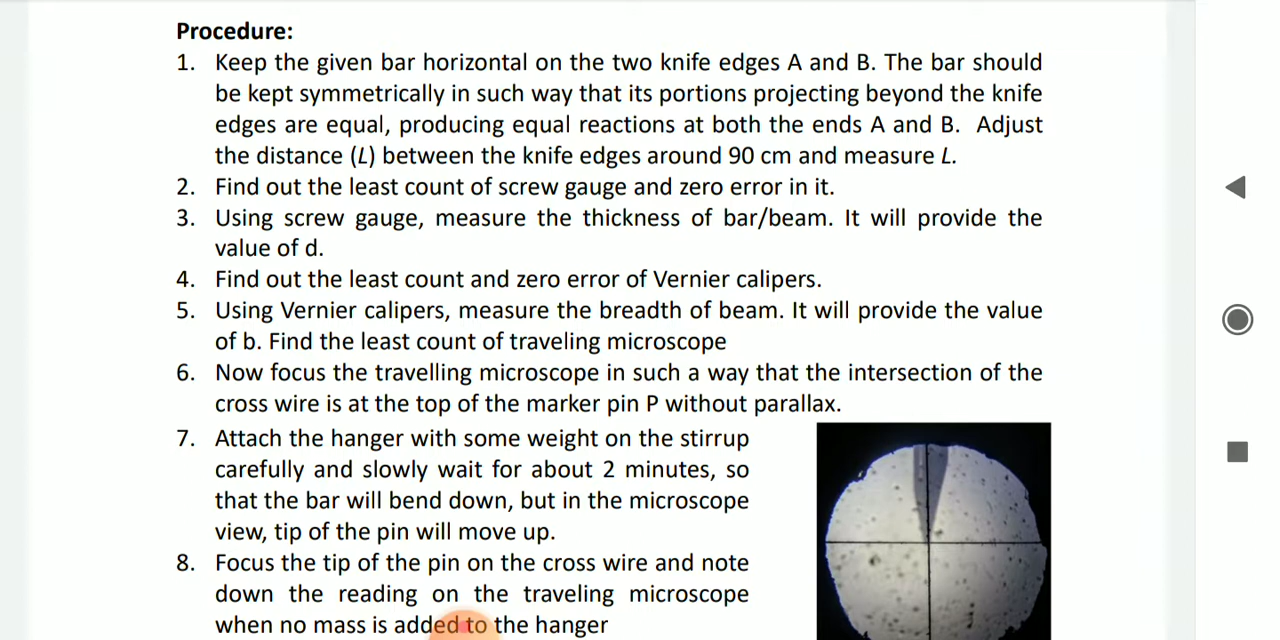 Procedure:
1. Keep the given bar horizontal on the two knife edges A and B. The bar should
be kept symmetrically in such way that its portions projecting beyond the knife
edges are equal, producing equal reactions at both the ends A and B. Adjust
the distance (L) between the knife edges around 90 cm and measure L.
2. Find out the least count of screw gauge and zero error in it.
3. Using screw gauge, measure the thickness of bar/beam. It will provide the
value of d.
4. Find out the least count and zero error of Vernier calipers.
5. Using Vernier calipers, measure the breadth of beam. It will provide the value
of b. Find the least count of traveling microscope
6. Now focus the travelling microscope in such a way that the intersection of the
cross wire is at the top of the marker pin P without parallax.
7. Attach the hanger with some weight on the stirrup
carefully and slowly wait for about 2 minutes, so
that the bar will bend down, but in the microscope
view, tip of the pin will move up.
8. Focus the tip of the pin on the cross wire and note
down the reading on the traveling microscope
when no mass is added to the hanger